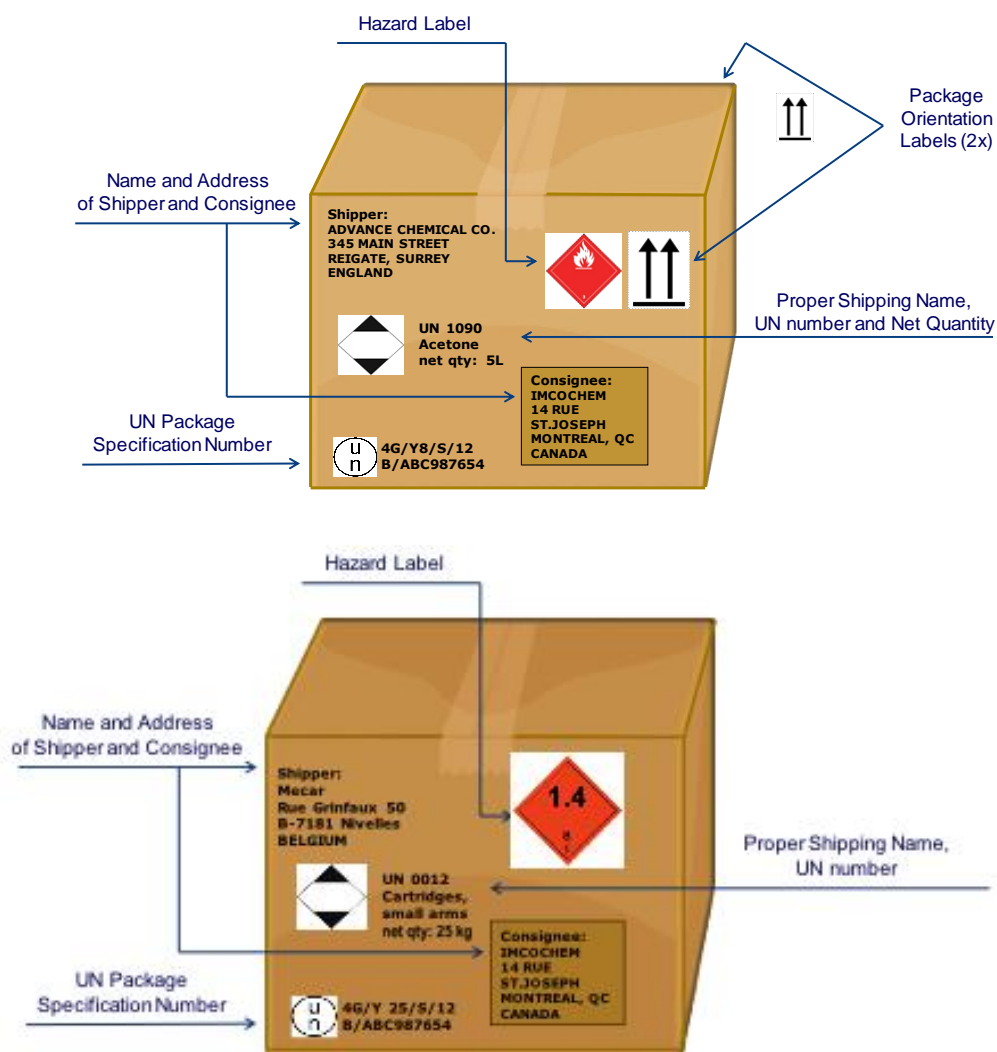 Hazard Label
Package
Orientation
Labels (2x)
Name and Address
of Shipper and Consignee
Shipper:
ADVANCE CHEMICAL CO.
345 MAIN STREET
REIGATE, SURREY
ENGLAND
Proper Shipping Name,
UN number and Net Quantity
UN 1090
Acetone
net qty: 5L
Consignee:
IMCOCHEM
14 RUE
ST.JOSEPH
MONTREAL, QC
CANADA
UN Package
Specification Number
u
n
4G/Y8/S/12
B/ABC987654
Hazard Label
Name and Address
of Shipper and Consignee
Shipper:
Mecar
Rue Grinfaux 50
B-7181 Nivelles
BELGIUM
1.4
Proper Shipping Name,
UN number
UN 0012
Cartridges,
small arms
net qty: 25 kg
Consignee:
IMCOCHEM
14 RUE
ST.JOSEPH
MONTREAL, QC
CANADA
UN Package
Specification Number
u
n
4G/Y 25/S/12
B/ABC987654